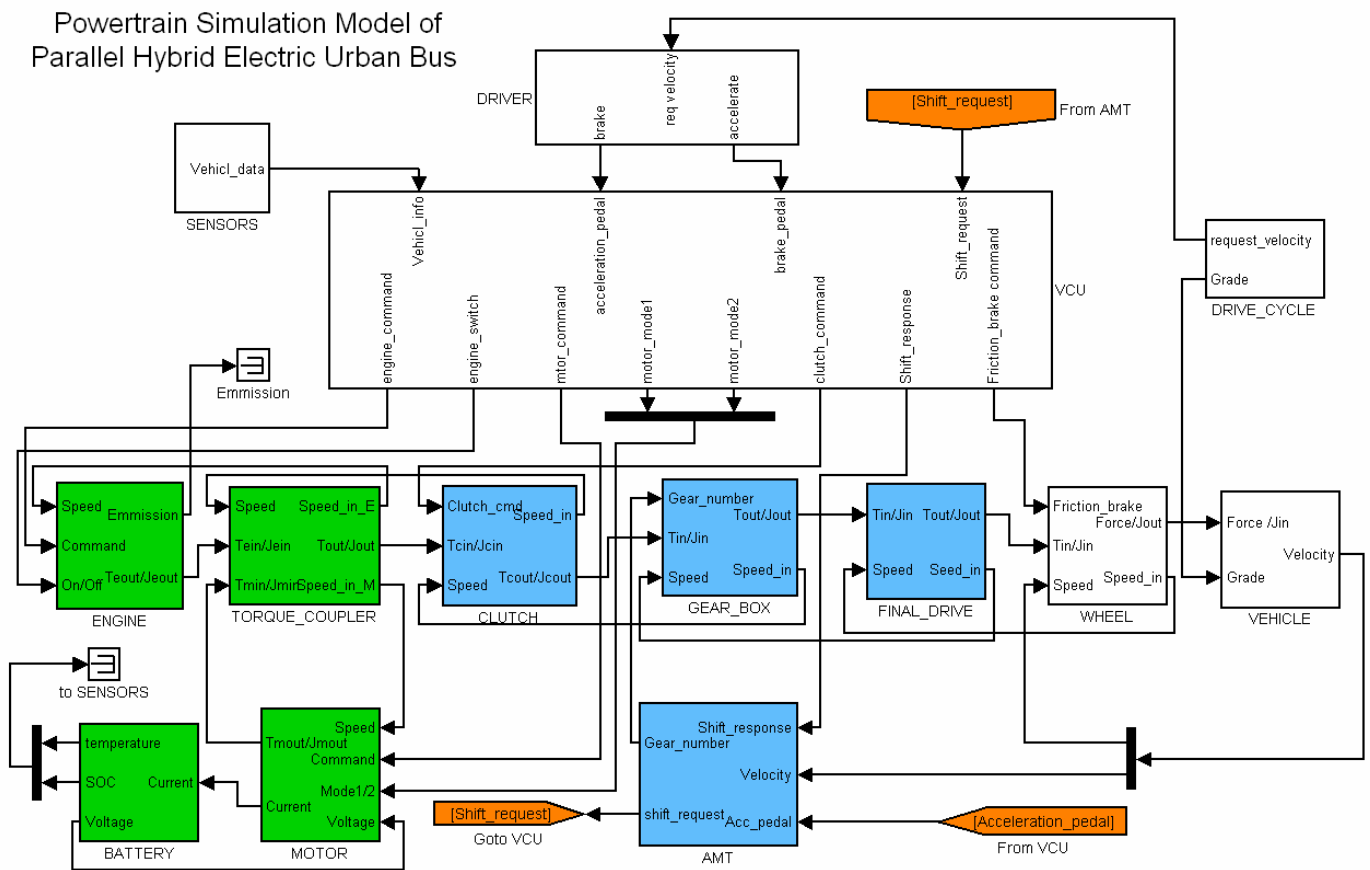 Powertrain Simulation Model of
Parallel Hybrid Electric Urban Bus
DRIVER
req velocity
brake
accelerate
[Shift_request]
From AMT
Vehicl_data
SENSORS
Vehicl_info
acceleration_pedal
brake_pedal
Shift_request
engine_command
engine_switch
mtor_command
motor_mode1
motor_mode2
clutch_command
Shift_response
Friction_brake command
VCU
request_velocity
Grade
DRIVE_CYCLE
Emmission
Speed
Emmission
Command
Teout/Jeout
On/Off
ENGINE
Speed
Speed_in_E
Tein/Jein
Tout/Jout
Tmin/Jmin
Speed_in_M
TORQUE_COUPLER
Clutch_cmd
Speed_in
Tcin/Jcin
Tcout/Jcout
Speed
CLUTCH
Gear_number
Tout/Jout
Tin/Jin
Speed
Speed_in
GEAR_BOX
Tin/Jin
Tout/Jout
Speed
Seed_in
FINAL_DRIVE
Friction_brake
Force/Jout
Tin/Jin
Speed_in
Speed
WHEEL
Force /Jin
Velocity
Grade
VEHICLE
to SENSORS
temperature
SOC
Current
Voltage
BATTERY
Speed
Tmout/Jmout
Command
Mode1/2
Current
Voltage
MOTOR
[Shift_request]
Goto VCU
Shift_response
Gear_number
Velocity
shift_request
Acc_pedal
AMT
[Acceleration_pedal]
From VCU